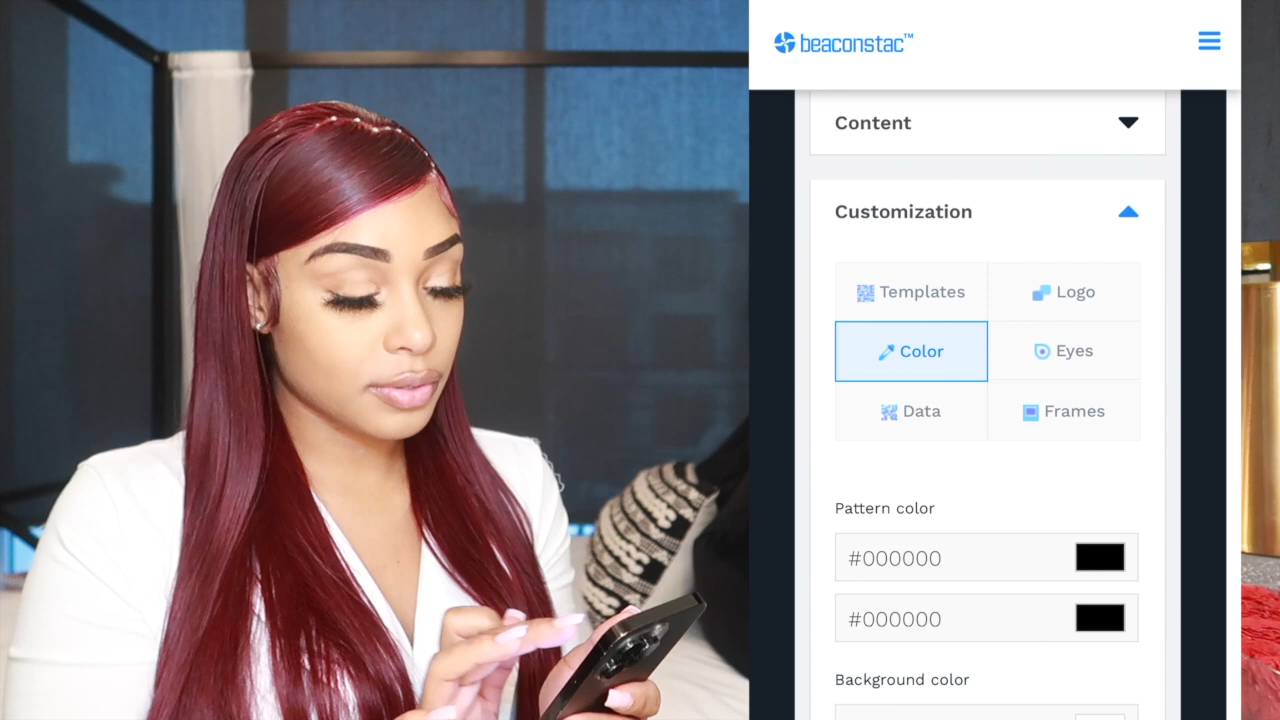 beaconstac™
Content
Customization
Templates
Logo
Color
Eyes
Data
Frames
Pattern color
#000000
#000000
Background color